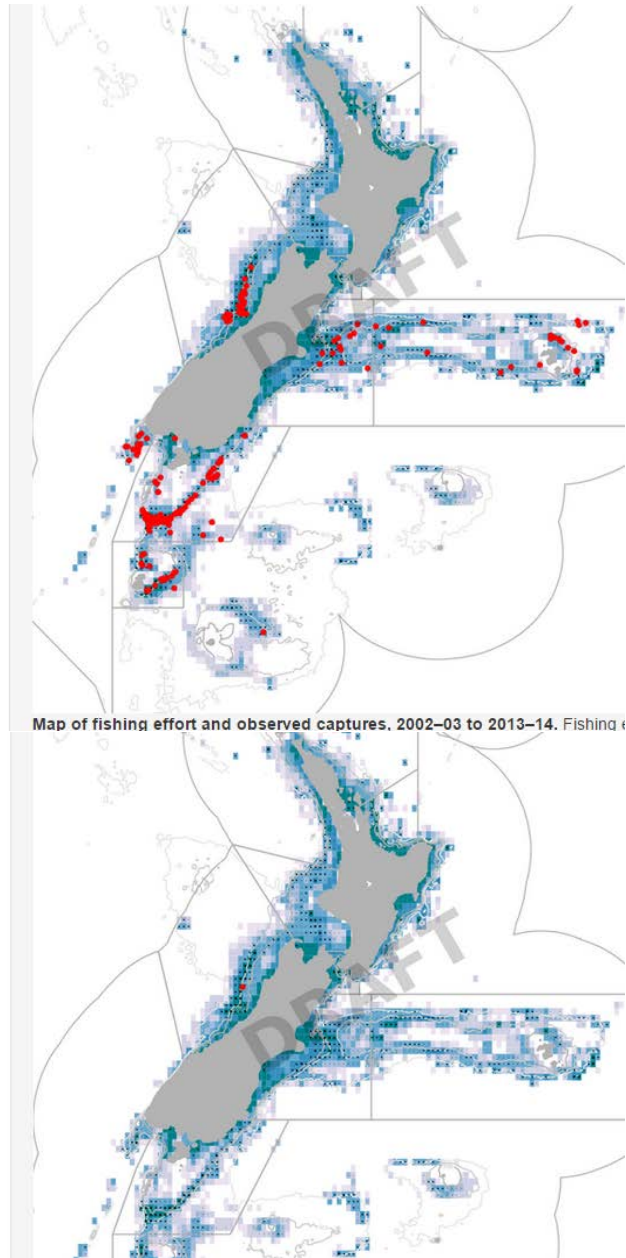 DRAFT
Map of fishing effort and observed captures, 2002–03 to 2013–14. Fishing e
DRAFT